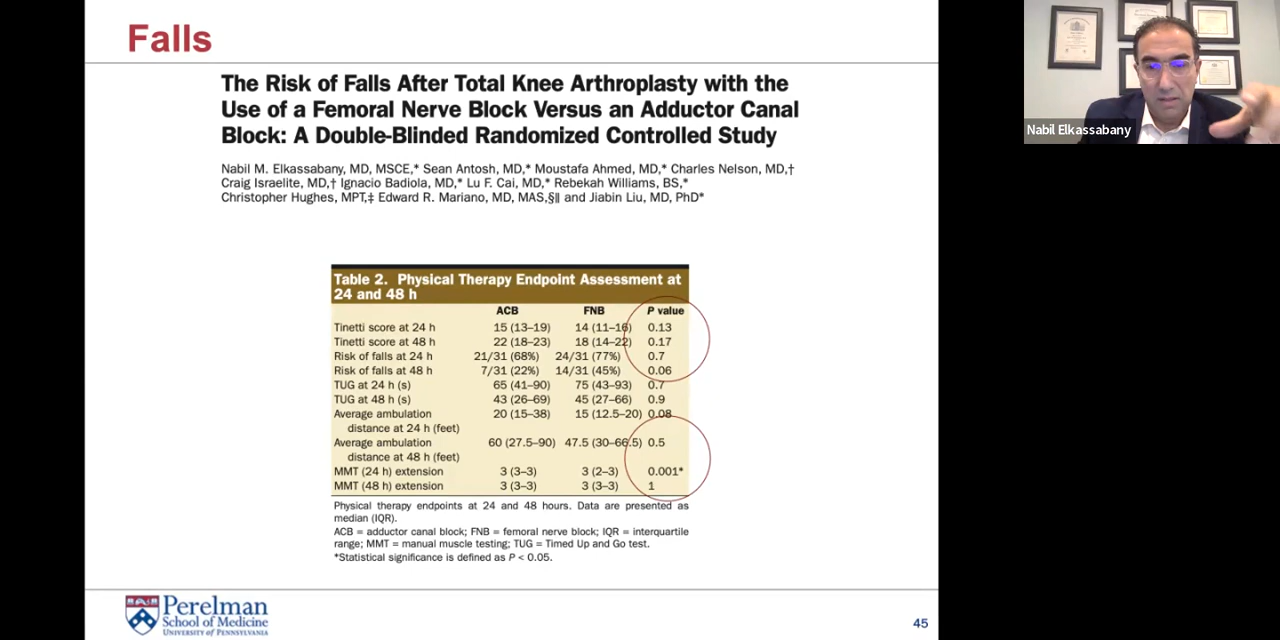 Falls
The Risk of Falls After Total Knee Arthroplasty with the
Use of a Femoral Nerve Block Versus an Adductor Canal
Block: A Double-Blinded Randomized Controlled Study
Nabil M. Elkassabany, MD, MSCE,* Sean Antosh, MD,* Moustafa Ahmed, MD,* Charles Nelson, MD,†
Craig Israelite, MD,† Ignacio Badiola, MD,* Lu F. Cai, MD,* Rebekah Williams, BS,*
Christopher Hughes, MPT,‡ Edward R. Mariano, MD, MAS,§|| and Jiabin Liu, MD, PhD*
Table 2. Physical Therapy Endpoint Assessment at
24 and 48 h
ACB FNB P value
Tinetti score at 24 h 15 (13–19) 14 (11–16) 0.13
Tinetti score at 48 h 22 (18–23) 18 (14–22) 0.17
Risk of falls at 24 h 21/31 (68%) 24/31 (77%) 0.7
Risk of falls at 48 h 7/31 (22%) 14/31 (45%) 0.06
TUG at 24 h (s) 65 (41–90) 75 (43–93) 0.7
TUG at 48 h (s) 43 (26–69) 45 (27–66) 0.9
Average ambulation 20 (15–38) 15 (12.5–20) 0.08
distance at 24 h (feet)
Average ambulation 60 (27.5–90) 47.5 (30–66.5) 0.5
distance at 48 h (feet)
MMT (24 h) extension 3 (3–3) 3 (2–3) 0.001*
MMT (48 h) extension 3 (3–3) 3 (3–3) 1
Physical therapy endpoints at 24 and 48 hours. Data are presented as
median (IQR).
ACB = adductor canal block; FNB = femoral nerve block; IQR = interquartile
range; MMT = manual muscle testing; TUG = Timed Up and Go test.
*Statistical significance is defined as P < 0.05.
Perelman
School of Medicine
UNIVERSITY of PENNSYLVANIA
45
Nabil Elkassabany